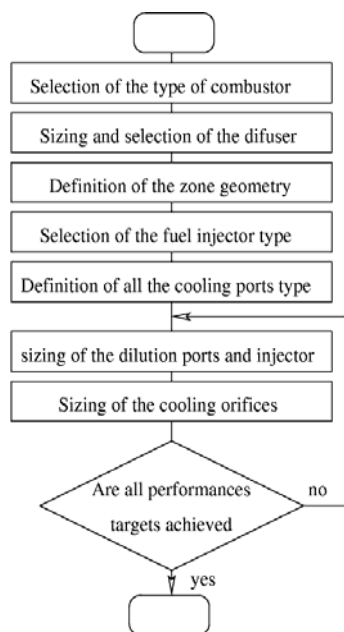 Selection of the type of combustor
Sizing and selection of the difuser
Definition of the zone geometry
Selection of the fuel injector type
Definition of all the cooling ports type
sizing of the dilution ports and injector
Sizing of the cooling orifices
Are all performances
targets achieved
no
yes